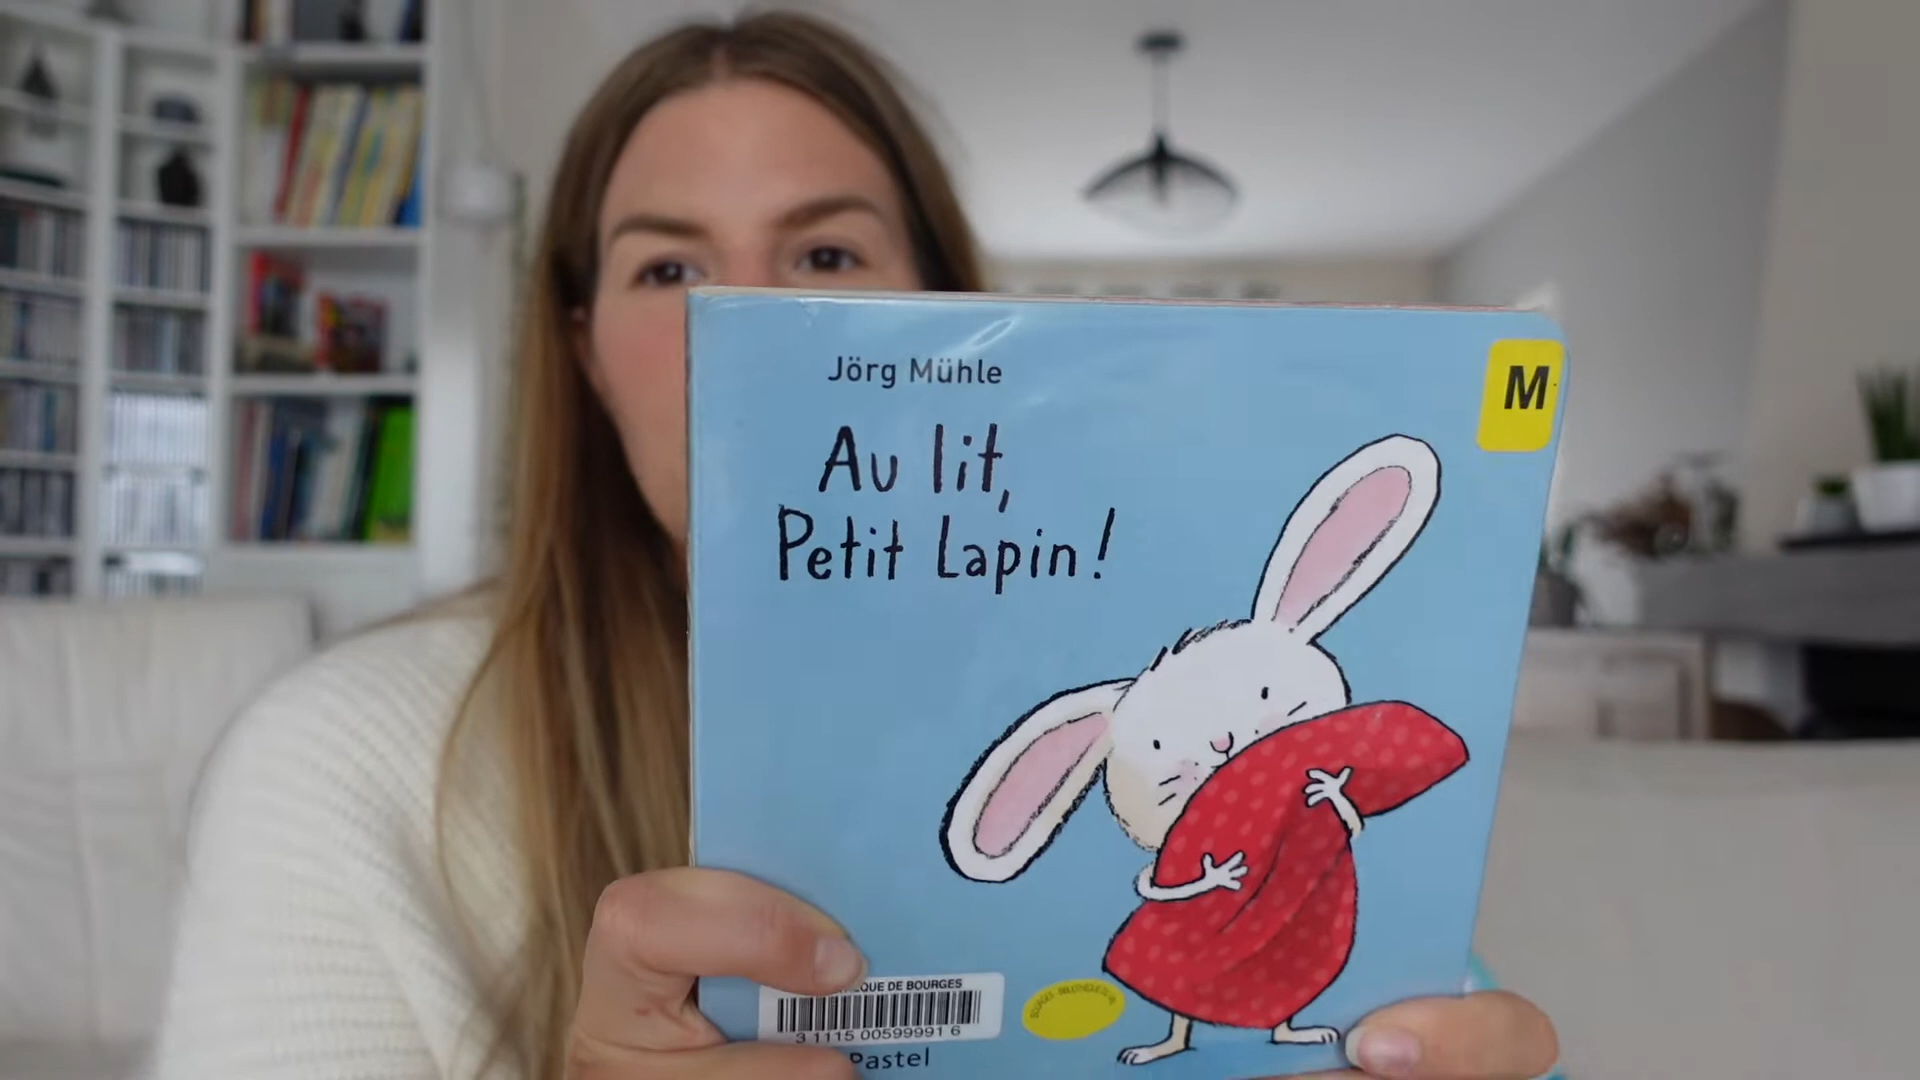 Jörg Mühle
M
Au lit,
Petit Lapin!
QUE DE BOURGES
3 1115 00599991 6
Pastel